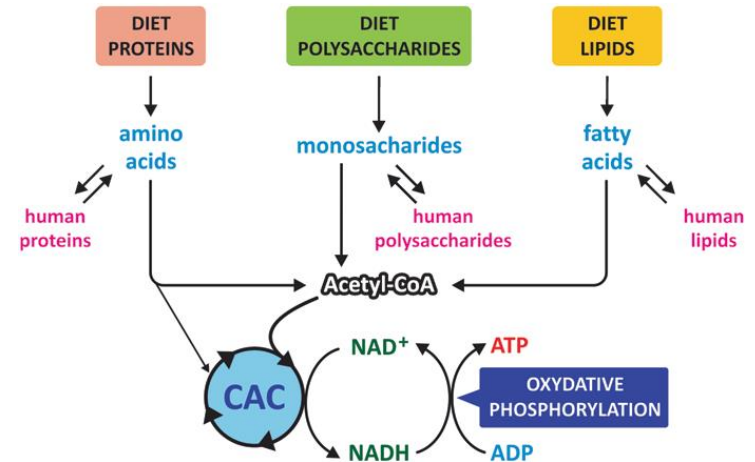 DIET
PROTEINS
DIET
POLYSACCHARIDES
DIET
LIPIDS
amino
acids
monosacharides
fatty
acids
human
proteins
human
polysaccharides
human
lipids
Acetyl-CoA
CAC
NAD+
NADH
ATP
ADP
OXYDATIVE
PHOSPHORYLATION